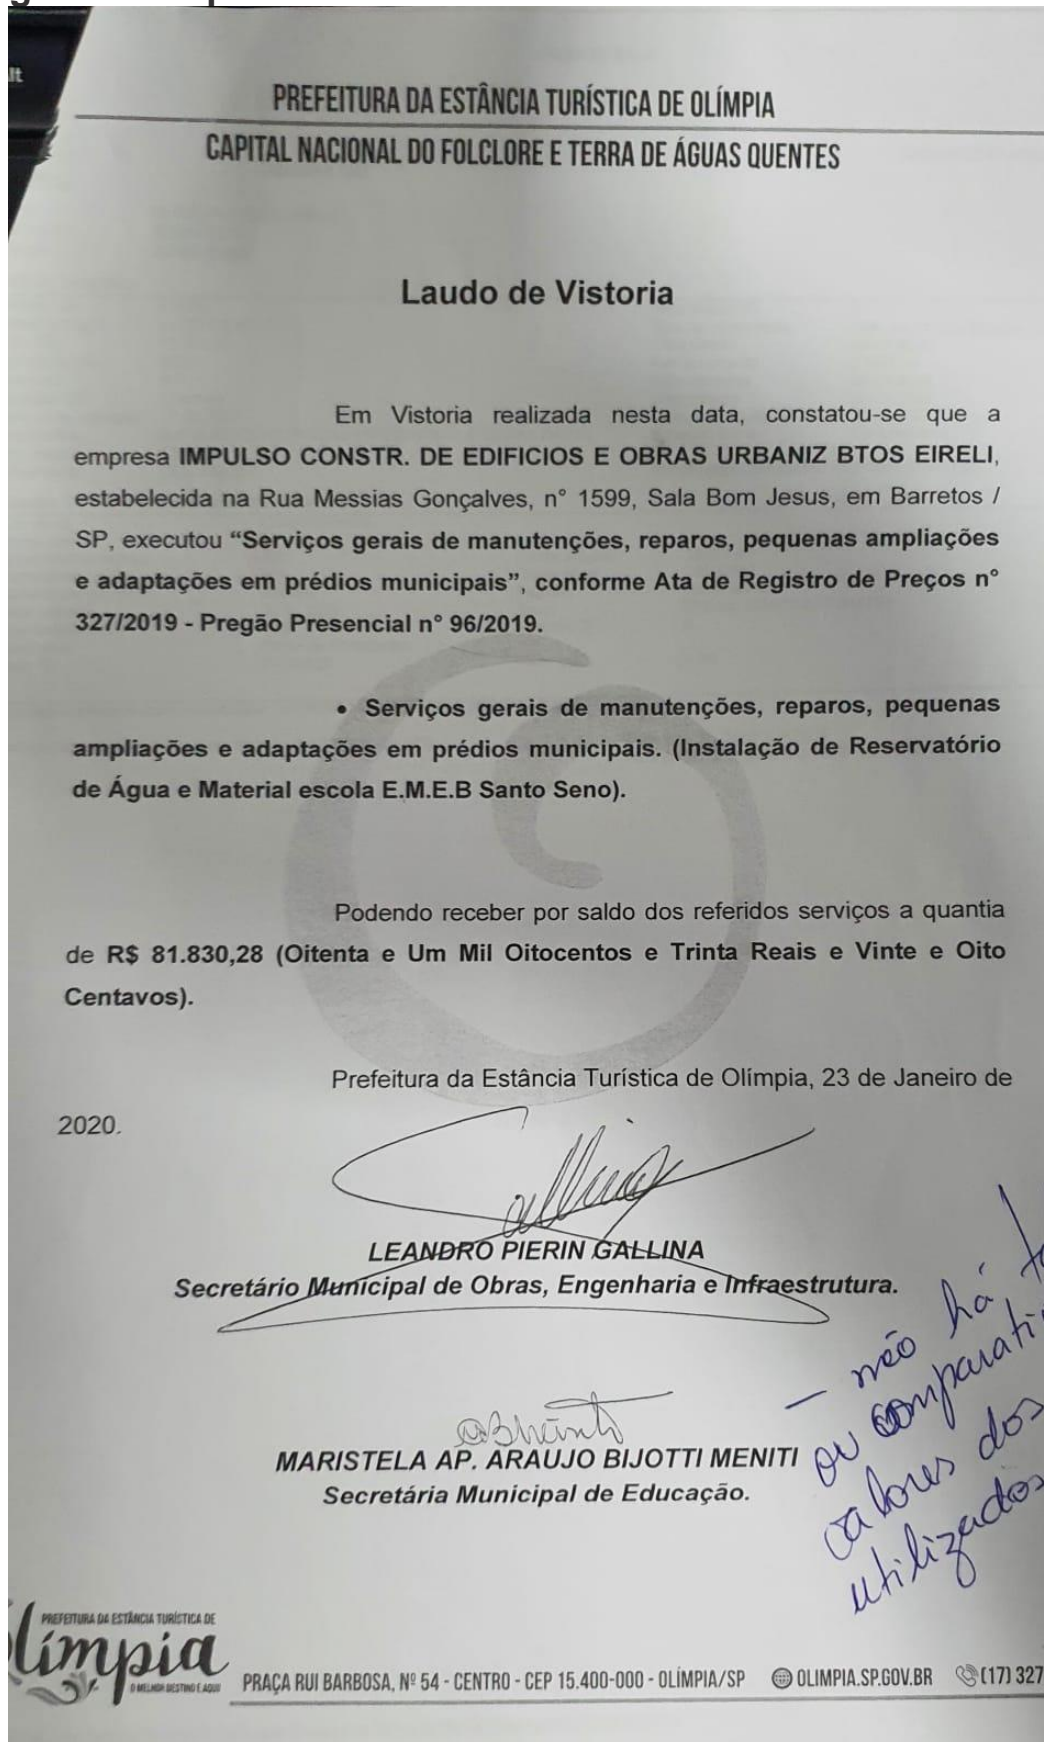 PREFEITURA DA ESTÂNCIA TURÍSTICA DE OLÍMPIA
CAPITAL NACIONAL DO FOLCLORE E TERRA DE ÁGUAS QUENTES
Laudo de Vistoria
Em Vistoria realizada nesta data, constatou-se que a
empresa IMPULSO CONSTR. DE EDIFICIOS E OBRAS URBANIZ BTOS EIRELI,
estabelecida na Rua Messias Gonçalves, n° 1599, Sala Bom Jesus, em Barretos /
SP, executou “Serviços gerais de manutenções, reparos, pequenas ampliações
e adaptações em prédios municipais”, conforme Ata de Registro de Preços n°
327/2019 - Pregão Presencial n° 96/2019.
• Serviços gerais de manutenções, reparos, pequenas
ampliações e adaptações em prédios municipais. (Instalação de Reservatório
de Água e Material escola E.M.E.B Santo Seno).
Podendo receber por saldo dos referidos serviços a quantia
de R$ 81.830,28 (Oitenta e Um Mil Oitocentos e Trinta Reais e Vinte e Oito
Centavos).
Prefeitura da Estância Turística de Olímpia, 23 de Janeiro de
2020.
LEANDRO PIERIN GALLINA
Secretário Municipal de Obras, Engenharia e Infraestrutura.
MARISTELA AP. ARAUJO BIJOTTI MENITI
Secretária Municipal de Educação.
– não há
ou comparati
valores dos
utilizados
PREFEITURA DA ESTÂNCIA TURÍSTICA DE
límpia
O MELHOR DESTINO É AQUI
PRAÇA RUI BARBOSA, Nº 54 - CENTRO - CEP 15.400-000 - OLÍMPIA/SP OLIMPIA.SP.GOV.BR (17) 327